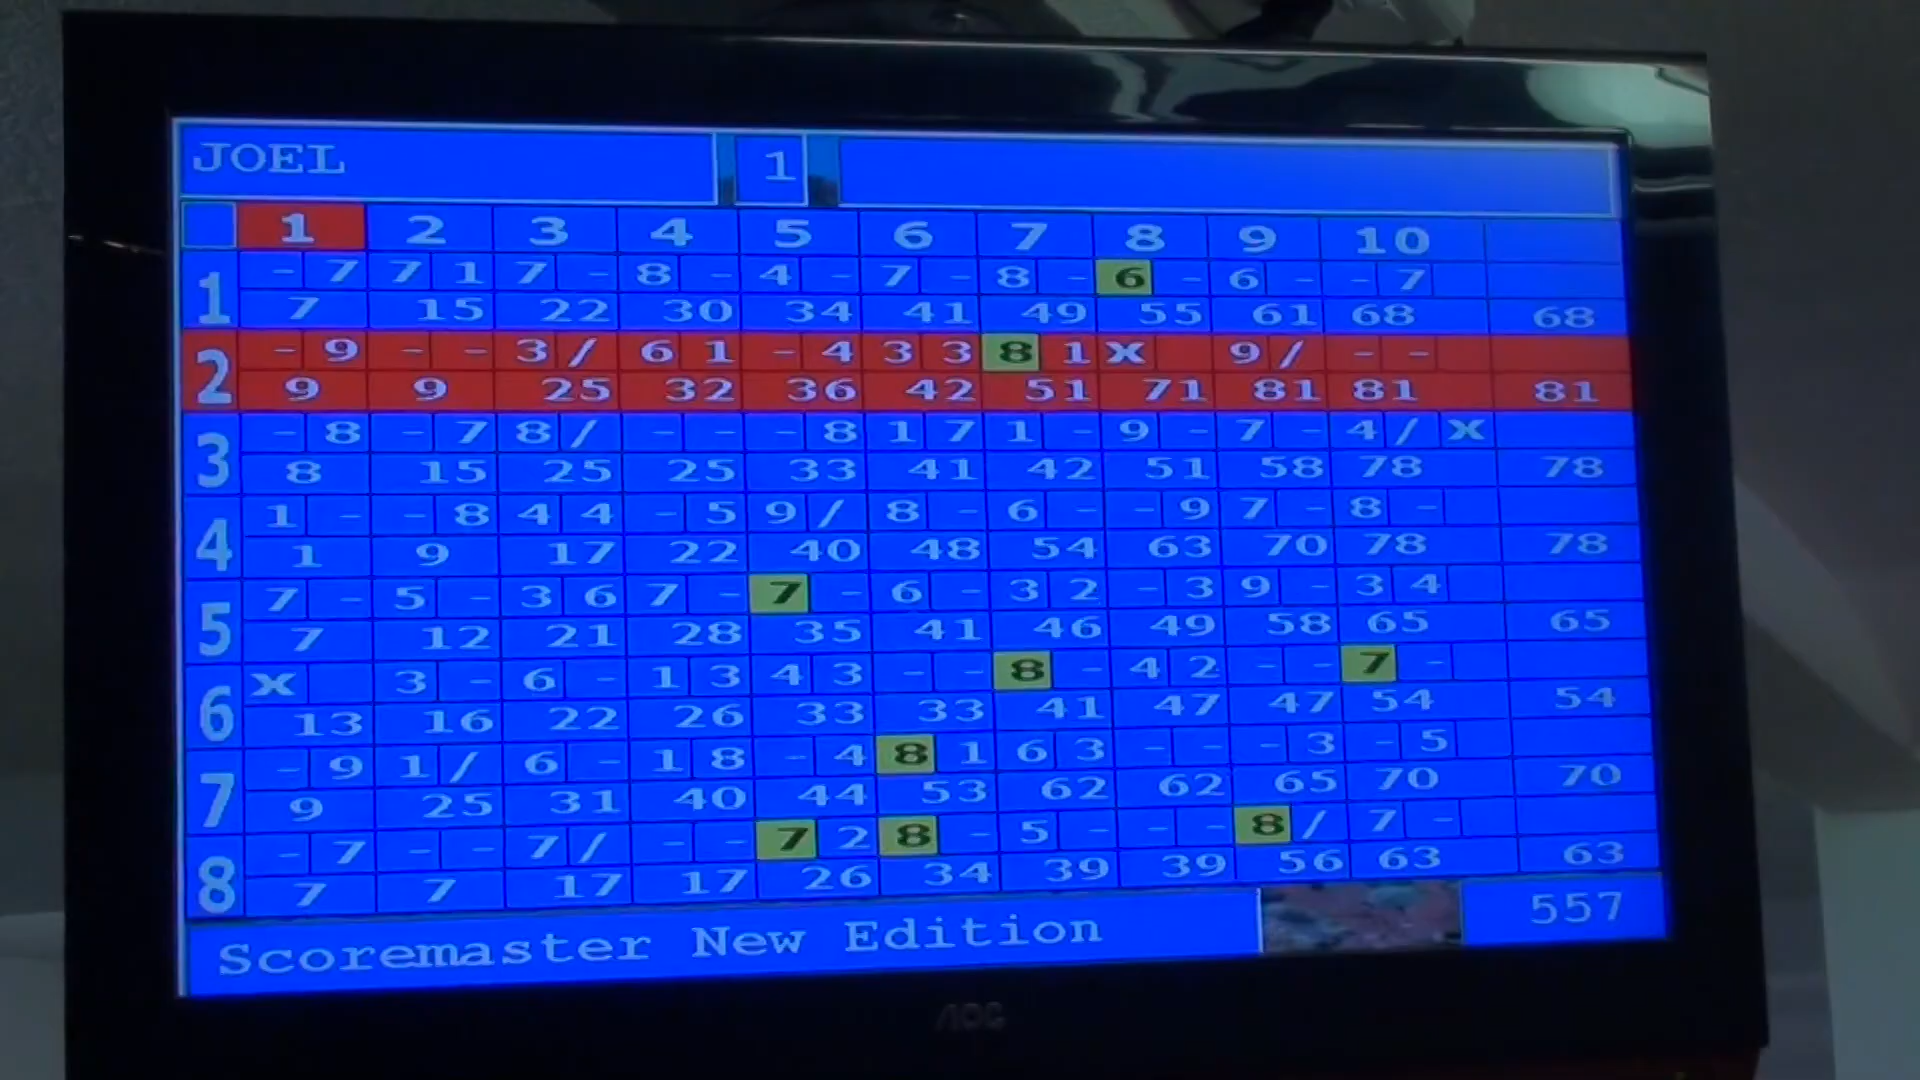 JOEL 1
1 2 3 4 5 6 7 8 9 10
1 - 7 7 1 7 - 8 - 4 - 7 - 8 - 6 - 6 - - 7
7 15 22 30 34 41 49 55 61 68 68
2 - 9 - - 3 / 6 1 - 4 3 3 8 1 X 9 / - -
9 9 25 32 36 42 51 71 81 81 81
3 - 8 - 7 8 / - - - 8 1 7 1 - 9 - 7 - 4 / X
8 15 25 25 33 41 42 51 58 78 78
4 1 - - 8 4 4 - 5 9 / 8 - 6 - - 9 7 - 8 -
1 9 17 22 40 48 54 63 70 78 78
5 7 - 5 - 3 6 7 - 7 - 6 - 3 2 - 3 9 - 3 4
7 12 21 28 35 41 46 49 58 65 65
6 X 3 - 6 - 1 3 4 3 - - 8 - 4 2 - - 7 -
13 16 22 26 33 33 41 47 47 54 54
7 - 9 1 / 6 - 1 8 - 4 8 1 6 3 - - - 3 - 5
9 25 31 40 44 53 62 62 65 70 70
8 - 7 - - 7 / - - 7 2 8 - 5 - - - 8 / 7 -
7 7 17 17 26 34 39 39 56 63 63
Scoremaster New Edition 557
AOC